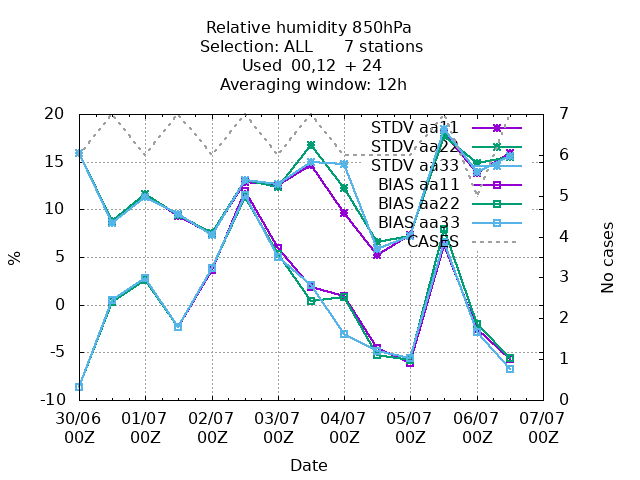 Relative humidity 850hPa
Selection: ALL 7 stations
Used 00,12 + 24
Averaging window: 12h
20 7
STDV aa11
STDV aa22
15 6
STDV aa33
BIAS aa11
5
BIAS aa22
10
BIAS aa33
4
CASES
5
% No cases
3
0
2
-5 1
-10 0
30/06 01/07 02/07 03/07 04/07 05/07 06/07 07/07
00Z 00Z 00Z 00Z 00Z 00Z 00Z 00Z
Date